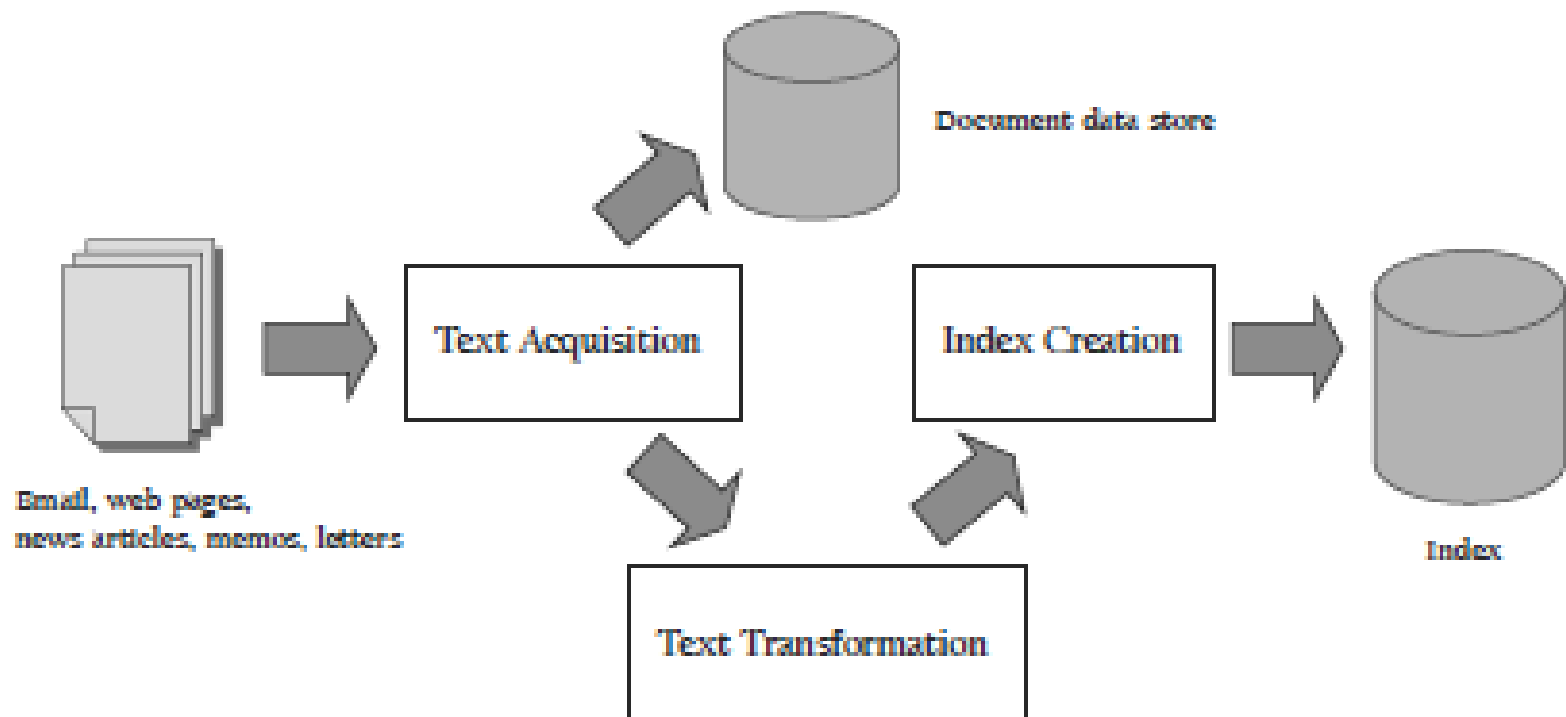 Document data store
Text Acquisition
Index Creation
Email, web pages,
news articles, memos, letters
Index
Text Transformation